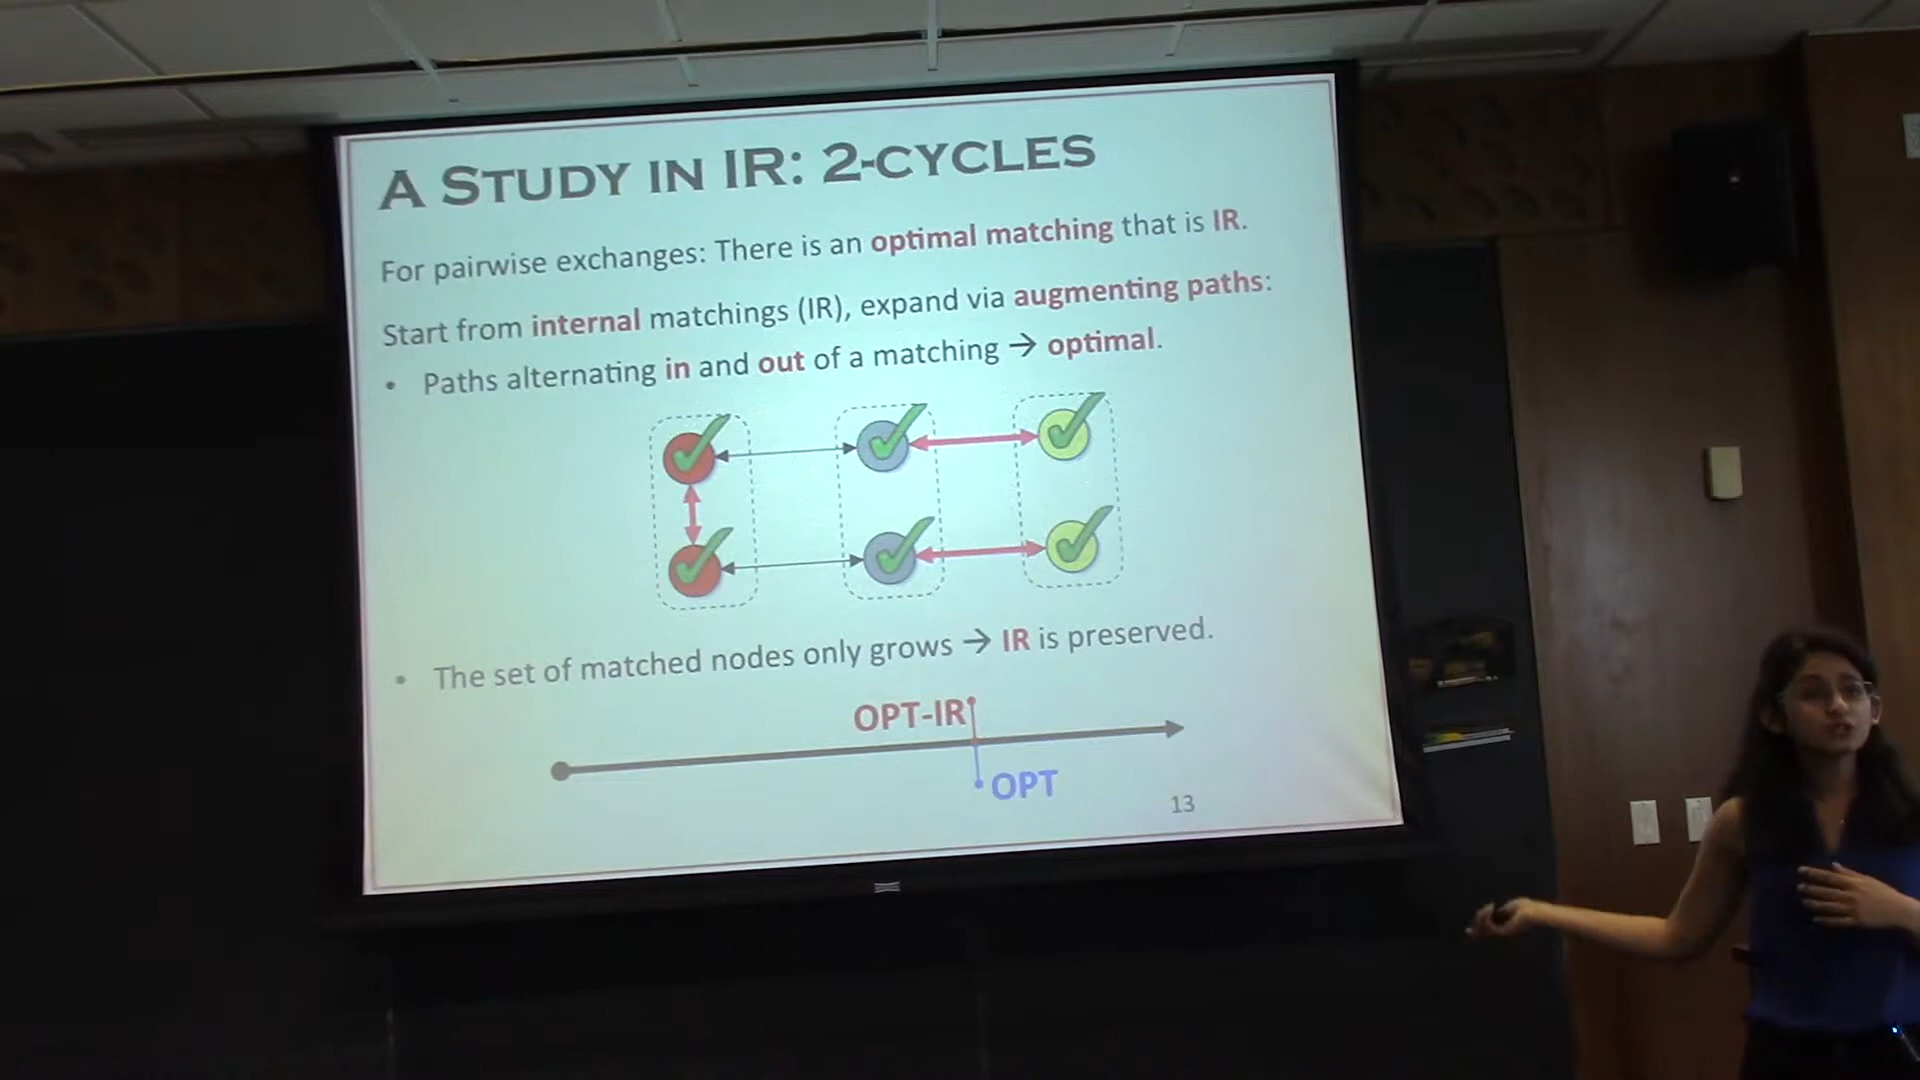 A STUDY IN IR: 2-CYCLES
For pairwise exchanges: There is an optimal matching that is IR.
Start from internal matchings (IR), expand via augmenting paths:
• Paths alternating in and out of a matching → optimal.
• The set of matched nodes only grows → IR is preserved.
OPT-IR
OPT
13